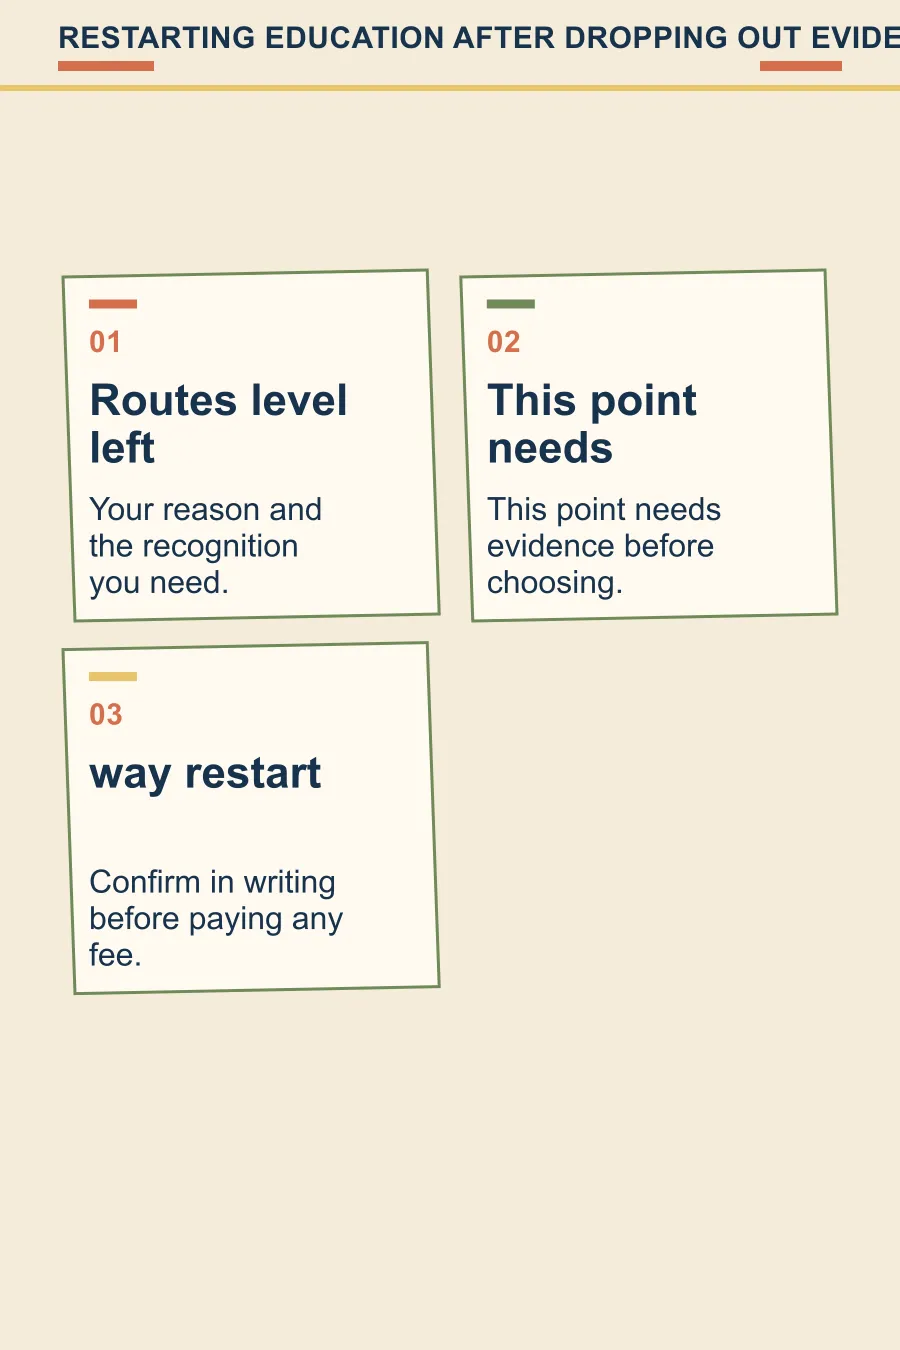 RESTARTING EDUCATION AFTER DROPPING OUT EVIDE
01
Routes level
left
Your reason and
the recognition
you need.
02
This point
needs
This point needs
evidence before
choosing.
03
way restart
Confirm in writing
before paying any
fee.